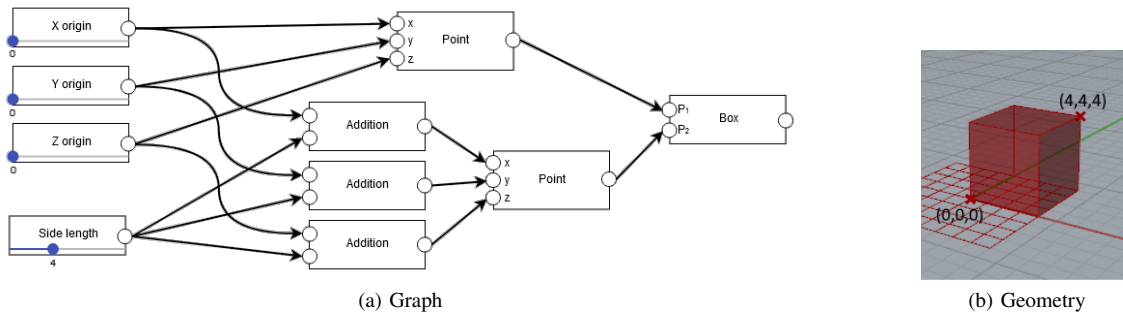 X origin
0
Y origin
0
Z origin
0
Side length
4
x
y
z
Point
Addition
Addition
Addition
x
y
z
Point
P1
P2
Box
(a) Graph
(4,4,4)
(0,0,0)
(b) Geometry